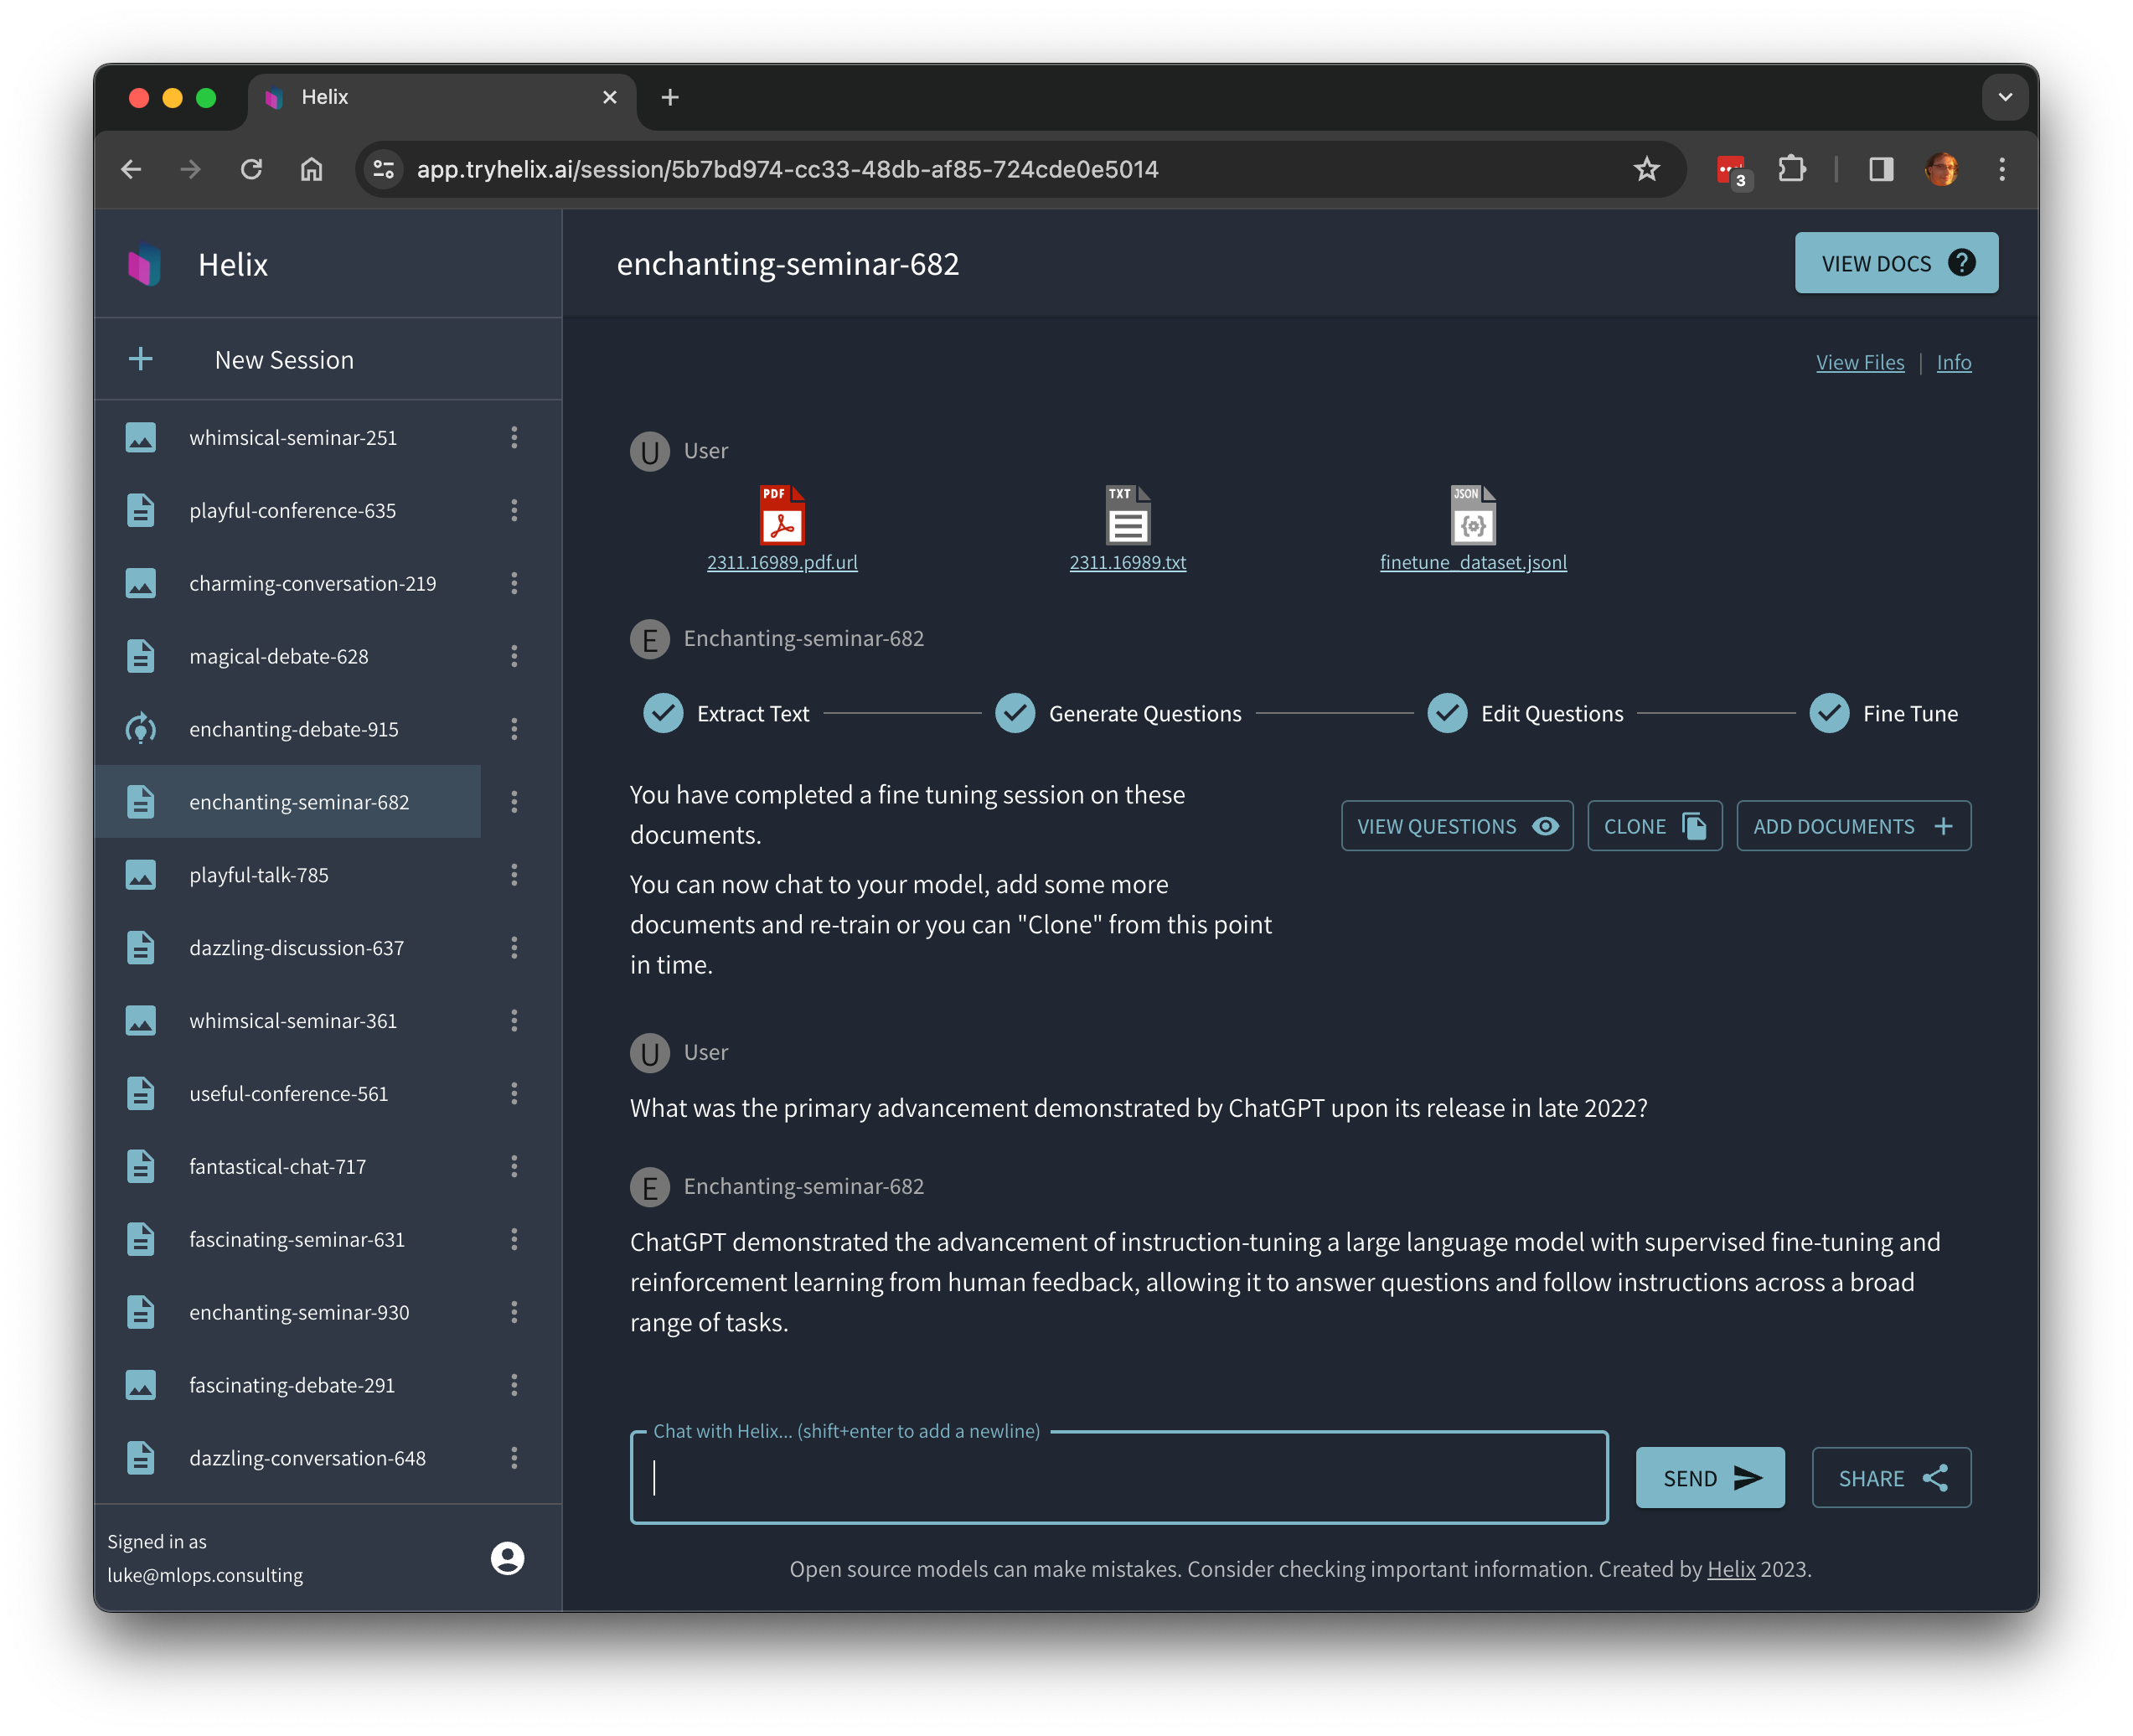 Helix
app.tryhelix.ai/session/5b7bd974-cc33-48db-af85-724cde0e5014
3
Helix
enchanting-seminar-682
VIEW DOCS
New Session
View Files | Info
whimsical-seminar-251
playful-conference-635
charming-conversation-219
magical-debate-628
enchanting-debate-915
enchanting-seminar-682
playful-talk-785
dazzling-discussion-637
whimsical-seminar-361
useful-conference-561
fantastical-chat-717
fascinating-seminar-631
enchanting-seminar-930
fascinating-debate-291
dazzling-conversation-648
Signed in as
luke@mlops.consulting
U User
PDF TXT JSON
2311.16989.pdf.url 2311.16989.txt finetune_dataset.jsonl
E Enchanting-seminar-682
Extract Text Generate Questions Edit Questions Fine Tune
You have completed a fine tuning session on these
documents.
You can now chat to your model, add some more
documents and re-train or you can "Clone" from this point
in time.
VIEW QUESTIONS CLONE ADD DOCUMENTS
U User
What was the primary advancement demonstrated by ChatGPT upon its release in late 2022?
E Enchanting-seminar-682
ChatGPT demonstrated the advancement of instruction-tuning a large language model with supervised fine-tuning and
reinforcement learning from human feedback, allowing it to answer questions and follow instructions across a broad
range of tasks.
Chat with Helix... (shift+enter to add a newline)
SEND SHARE
Open source models can make mistakes. Consider checking important information. Created by Helix 2023.